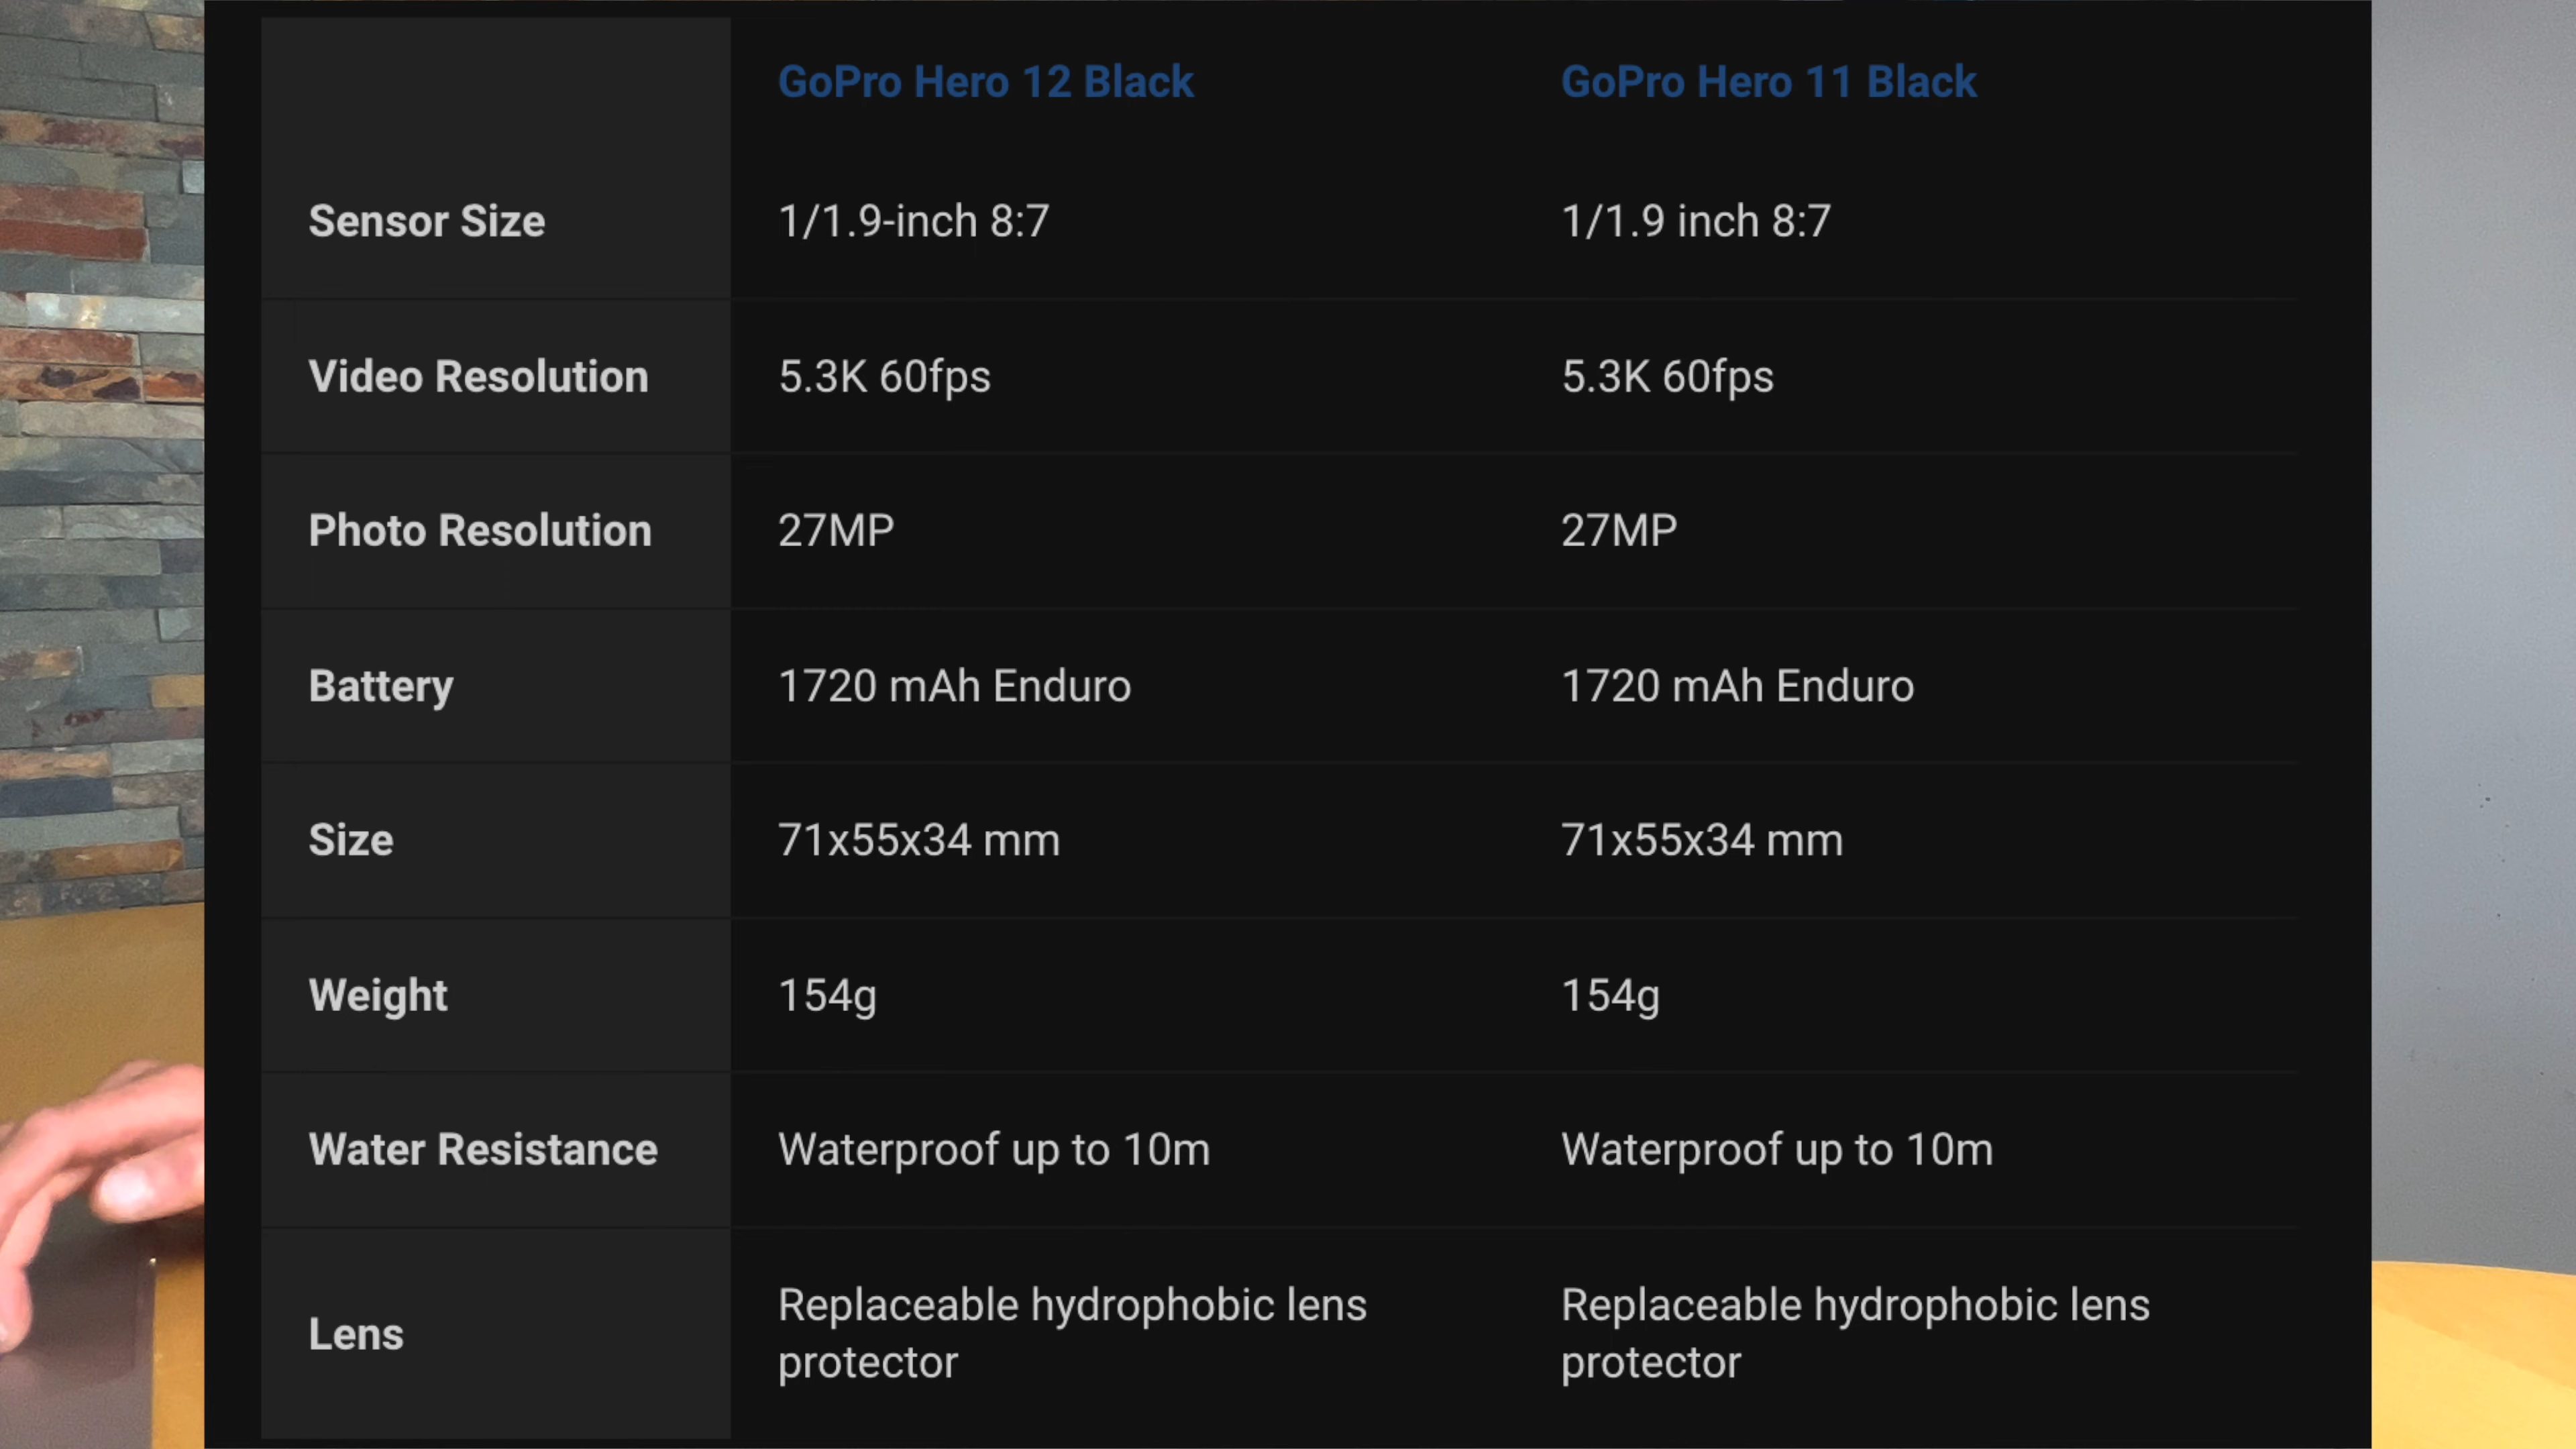 GoPro Hero 12 Black GoPro Hero 11 Black
Sensor Size 1/1.9-inch 8:7 1/1.9 inch 8:7
Video Resolution 5.3K 60fps 5.3K 60fps
Photo Resolution 27MP 27MP
Battery 1720 mAh Enduro 1720 mAh Enduro
Size 71x55x34 mm 71x55x34 mm
Weight 154g 154g
Water Resistance Waterproof up to 10m Waterproof up to 10m
Lens Replaceable hydrophobic lens Replaceable hydrophobic lens
protector protector